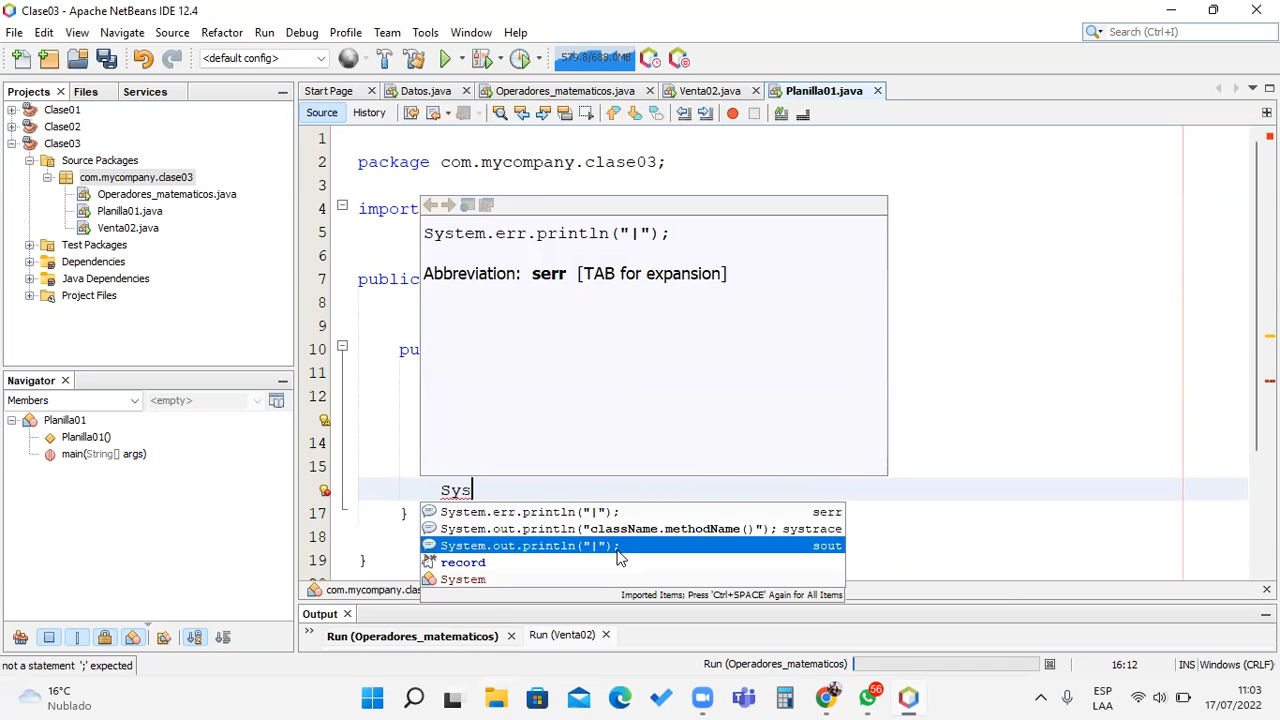 Clase03 - Apache NetBeans IDE 12.4
File Edit View Navigate Source Refactor Run Debug Profile Team Tools Window Help
Search (Ctrl+I)
<default config>
579.8/688.0MB
Projects Files Services
Start Page Datos.java Operadores_matematicos.java Venta02.java Planilla01.java
Source History
Clase01
Clase02
Clase03
Source Packages
com.mycompany.clase03
Operadores_matematicos.java
Planilla01.java
Venta02.java
Test Packages
Dependencies
Java Dependencies
Project Files
1
2 package com.mycompany.clase03;
3
4 import
5
6
7 public
8
9
10 pu
11
12
14
15
Sys
17 }
18
19 }
System.err.println("|");
Abbreviation: serr [TAB for expansion]
System.err.println("|"); serr
System.out.println("className.methodName()"); systrace
System.out.println("|"); sout
record
System
Imported Items; Press 'Ctrl+SPACE' Again for All Items
Navigator
Members <empty>
Planilla01
Planilla01()
main(String[] args)
com.mycompany.clas
Output
Run (Operadores_matematicos) Run (Venta02)
not a statement ';' expected
Run (Operadores_matematicos) 16:12 INS Windows (CRLF)
16°C
Nublado
56
ESP
LAA
11:03
17/07/2022